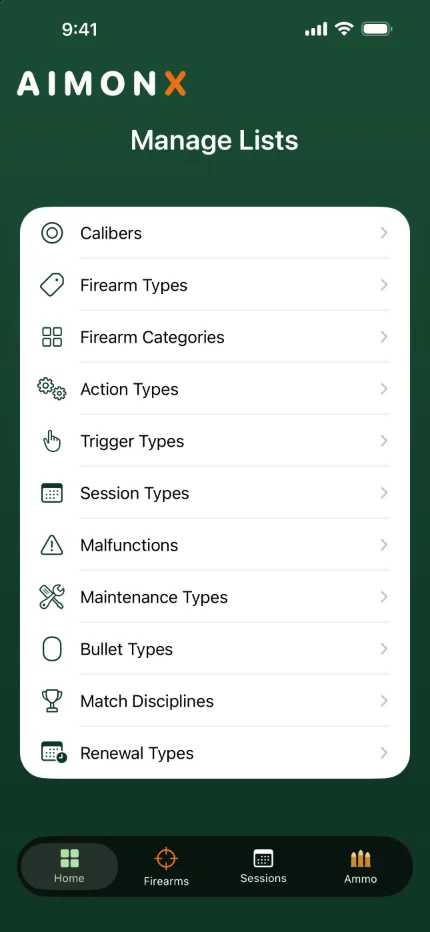 9:41
AIMONX
Manage Lists
Calibers
Firearm Types
Firearm Categories
Action Types
Trigger Types
Session Types
Malfunctions
Maintenance Types
Bullet Types
Match Disciplines
Renewal Types
Home Firearms Sessions Ammo